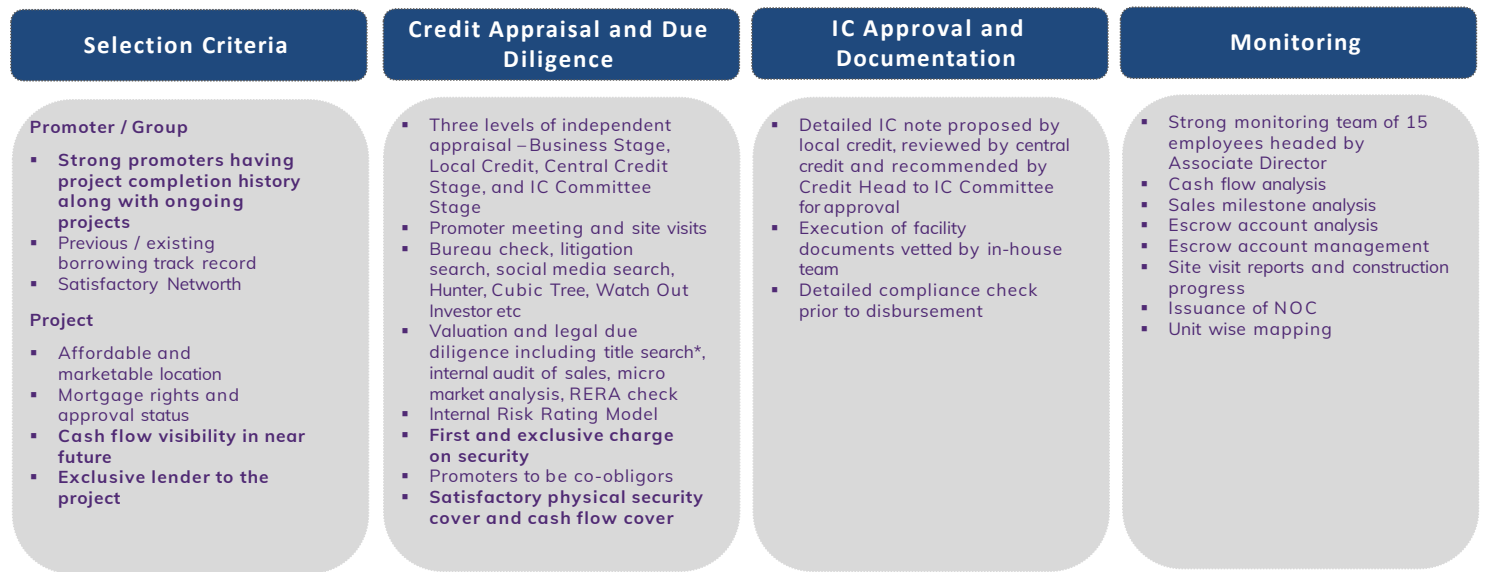 Selection Criteria
Promoter / Group
▪ Strong promoters having
project completion history
along with ongoing
projects
▪ Previous / existing
borrowing track record
▪ Satisfactory Networth
Project
▪ Affordable and
marketable location
▪ Mortgage rights and
approval status
▪ Cash flow visibility in near
future
▪ Exclusive lender to the
project
Credit Appraisal and Due
Diligence
▪ Three levels of independent
appraisal – Business Stage,
Local Credit, Central Credit
Stage, and IC Committee
Stage
▪ Promoter meeting and site visits
▪ Bureau check, litigation
search, social media search,
Hunter, Cubic Tree, Watch Out
Investor etc
▪ Valuation and legal due
diligence including title search*,
internal audit of sales, micro
market analysis, RERA check
▪ Internal Risk Rating Model
▪ First and exclusive charge
on security
▪ Promoters to be co-obligors
▪ Satisfactory physical security
cover and cash flow cover
IC Approval and
Documentation
▪ Detailed IC note proposed by
local credit, reviewed by central
credit and recommended by
Credit Head to IC Committee
for approval
▪ Execution of facility
documents vetted by in-house
team
▪ Detailed compliance check
prior to disbursement
Monitoring
▪ Strong monitoring team of 15
employees headed by
Associate Director
▪ Cash flow analysis
▪ Sales milestone analysis
▪ Escrow account analysis
▪ Escrow account management
▪ Site visit reports and construction
progress
▪ Issuance of NOC
▪ Unit wise mapping